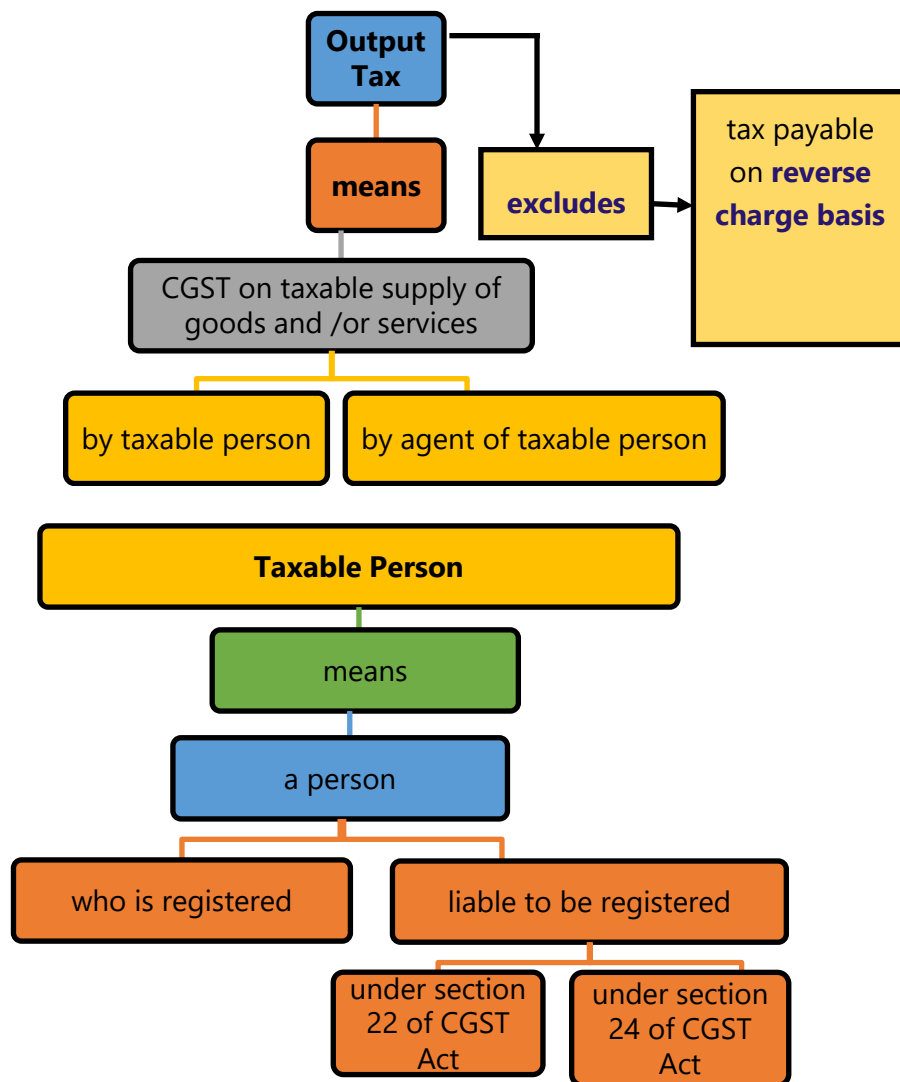 Output
Tax
means
excludes
tax payable
on reverse
charge basis
CGST on taxable supply of
goods and /or services
by taxable person
by agent of taxable person
Taxable Person
means
a person
who is registered
liable to be registered
under section
22 of CGST
Act
under section
24 of CGST
Act